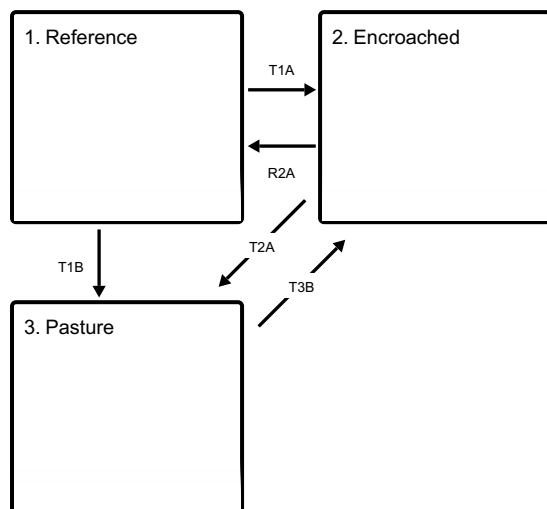 1. Reference
2. Encroached
T1A
R2A
T1B
T2A
T3B
3. Pasture